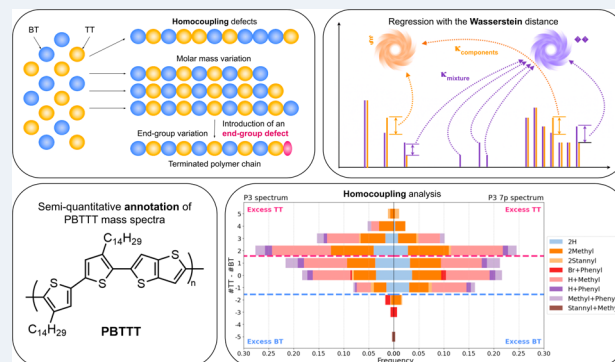 BT
TT
Homocoupling defects
Molar mass variation
End-group variation
Introduction of an
end-group defect
Terminated polymer chain
Regression with the Wasserstein distance
κcomponents
κmixture
Semi-quantitative annotation of
PBTTT mass spectra
C14H29
S
S
S
S
n
C14H29
PBTTT
Homocoupling analysis
P3 spectrum
P3 7p spectrum
Excess TT
Excess TT
#TT - #BT
5
4
3
2
1
0
-1
-2
-3
-4
-5
Excess BT
Excess BT
0.30 0.25 0.20 0.15 0.10 0.05 0.00 0.05 0.10 0.15 0.20 0.25 0.30
Frequency
2H
2Methyl
2Stannyl
Br+Phenyl
H+Methyl
H+Phenyl
Methyl+Phenyl
Stannyl+Methyl